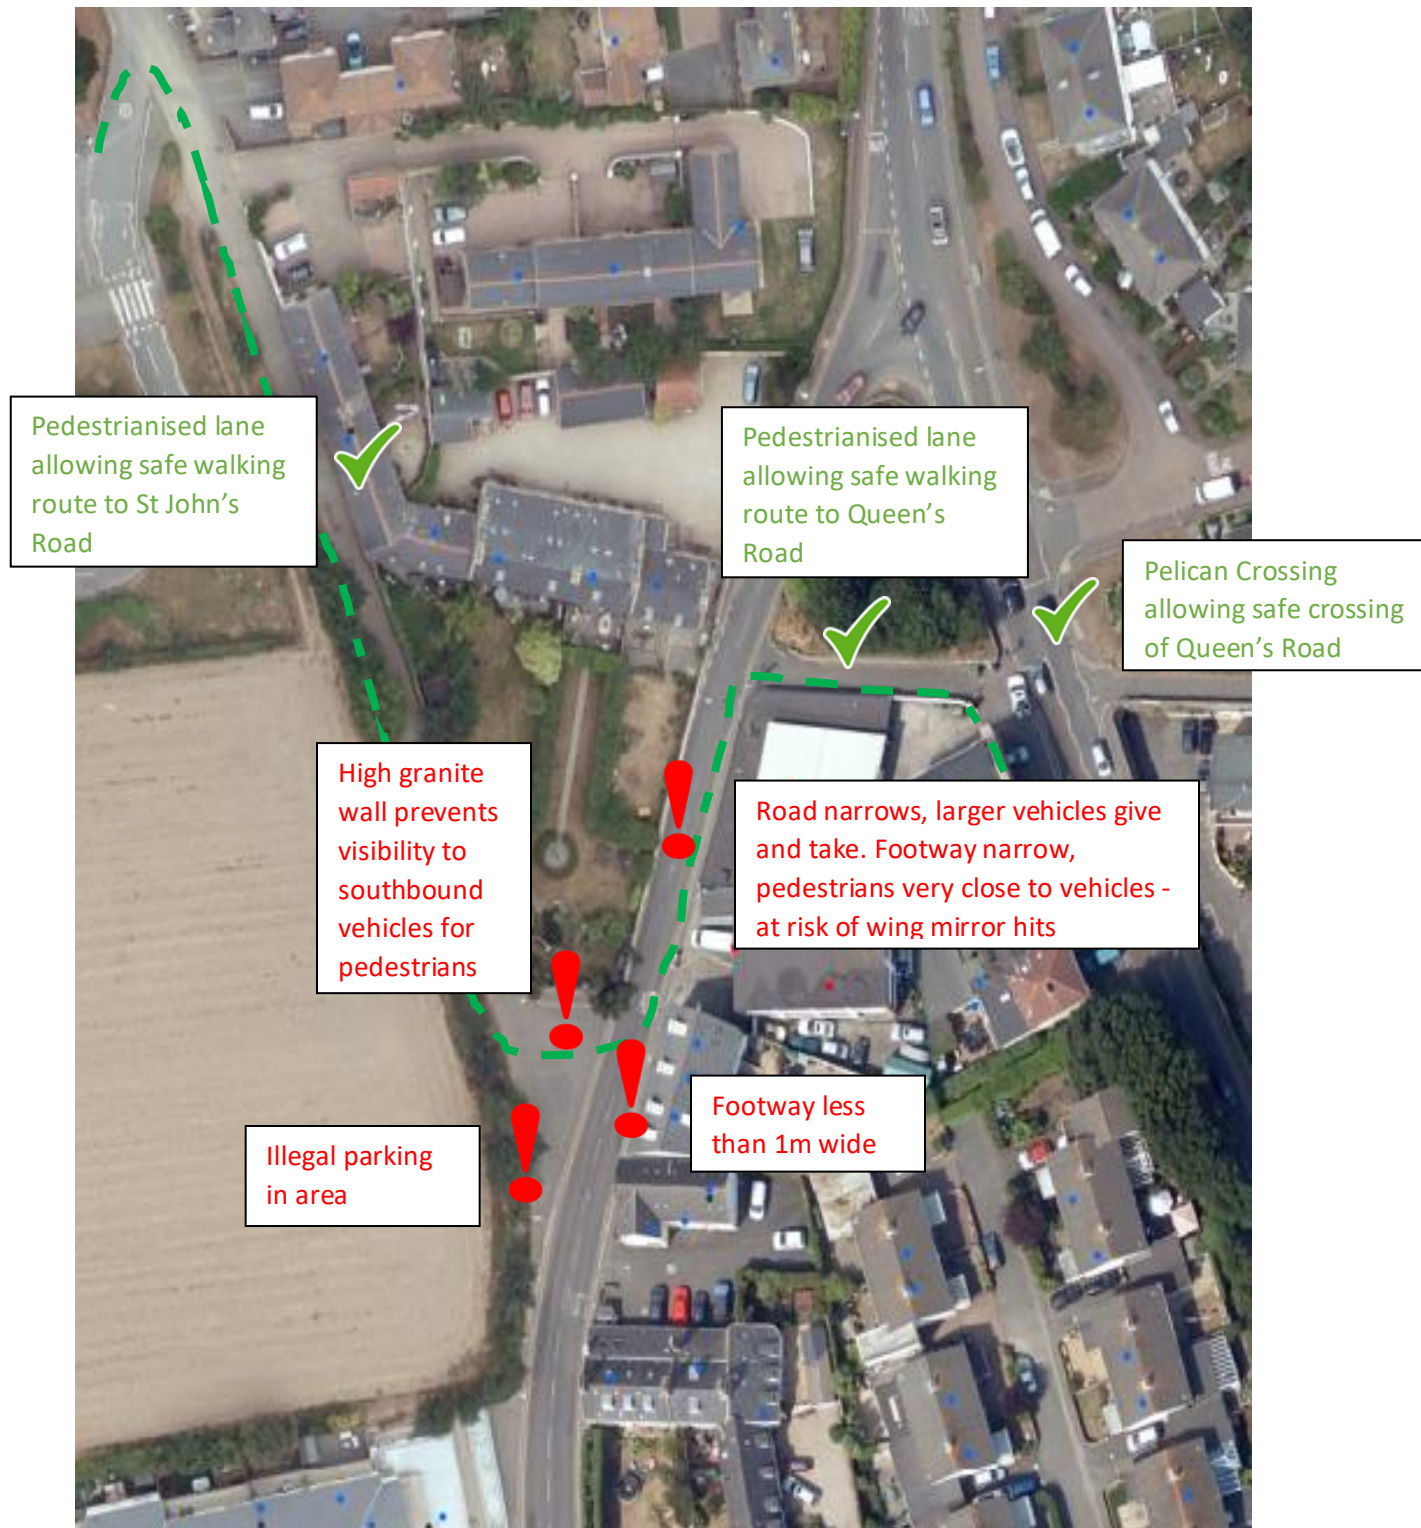 Pedestrianised lane
allowing safe walking
route to St John’s
Road
Pedestrianised lane
allowing safe walking
route to Queen’s
Road
Pelican Crossing
allowing safe crossing
of Queen’s Road
High granite
wall prevents
visibility to
southbound
vehicles for
pedestrians
Road narrows, larger vehicles give
and take. Footway narrow,
pedestrians very close to vehicles -
at risk of wing mirror hits
Footway less
than 1m wide
Illegal parking
in area